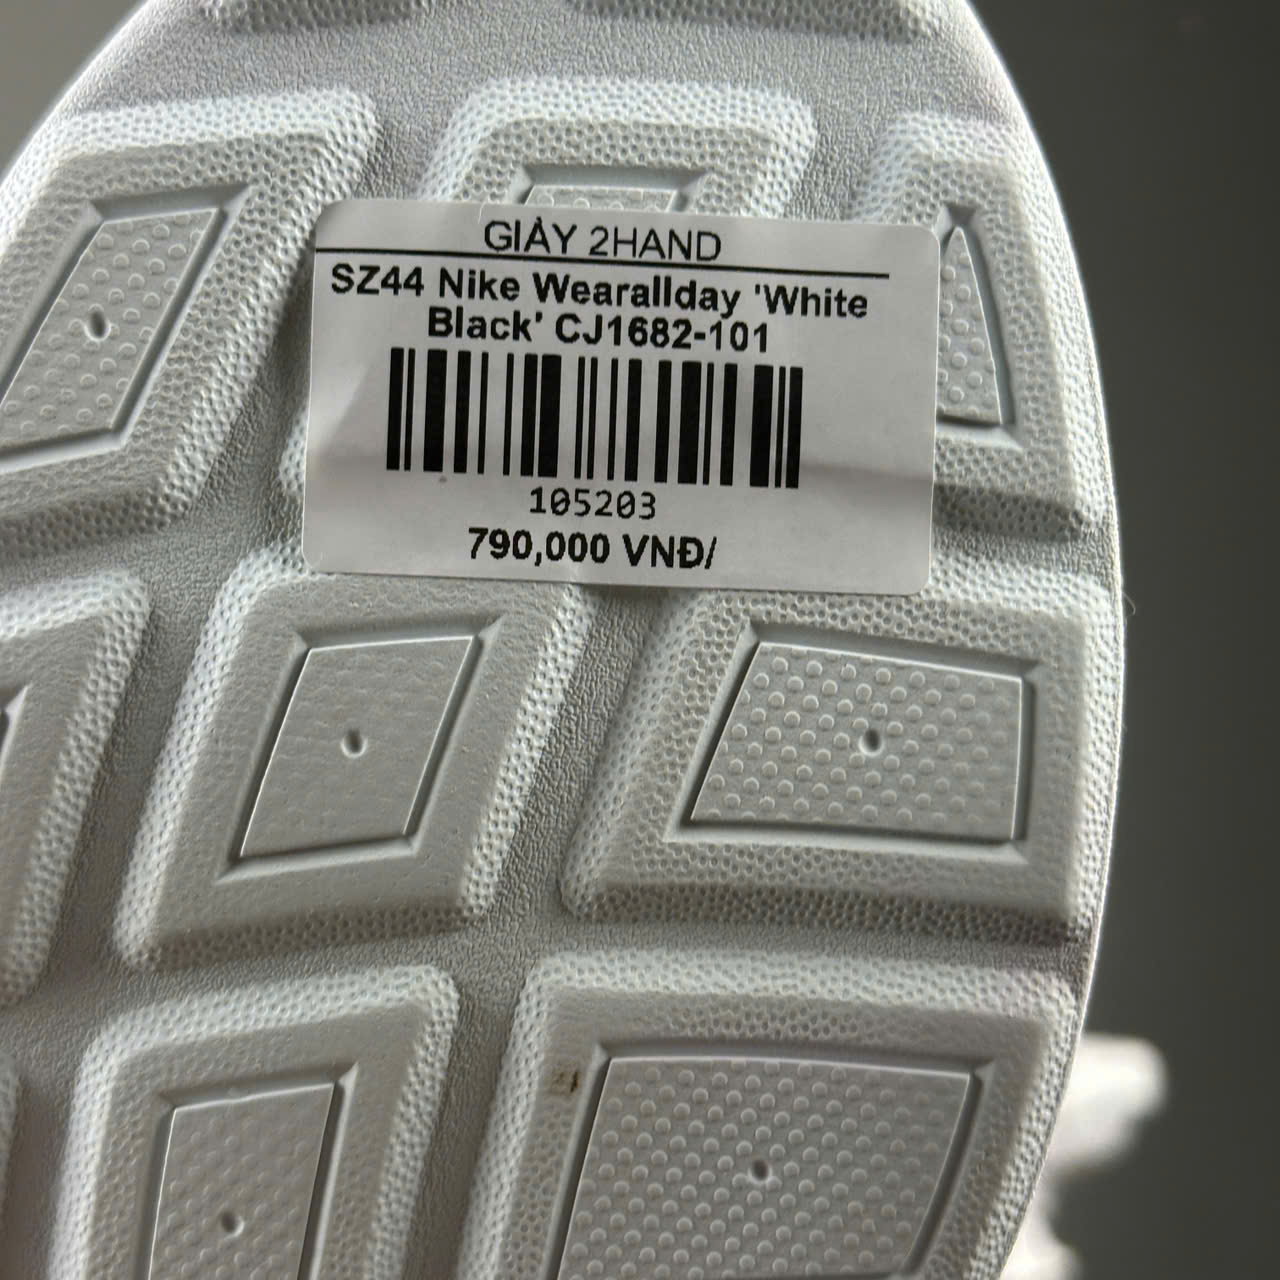 GIÀY 2HAND
SZ44 Nike Wearallday 'White
Black' CJ1682-101
105203
790,000 VNĐ/